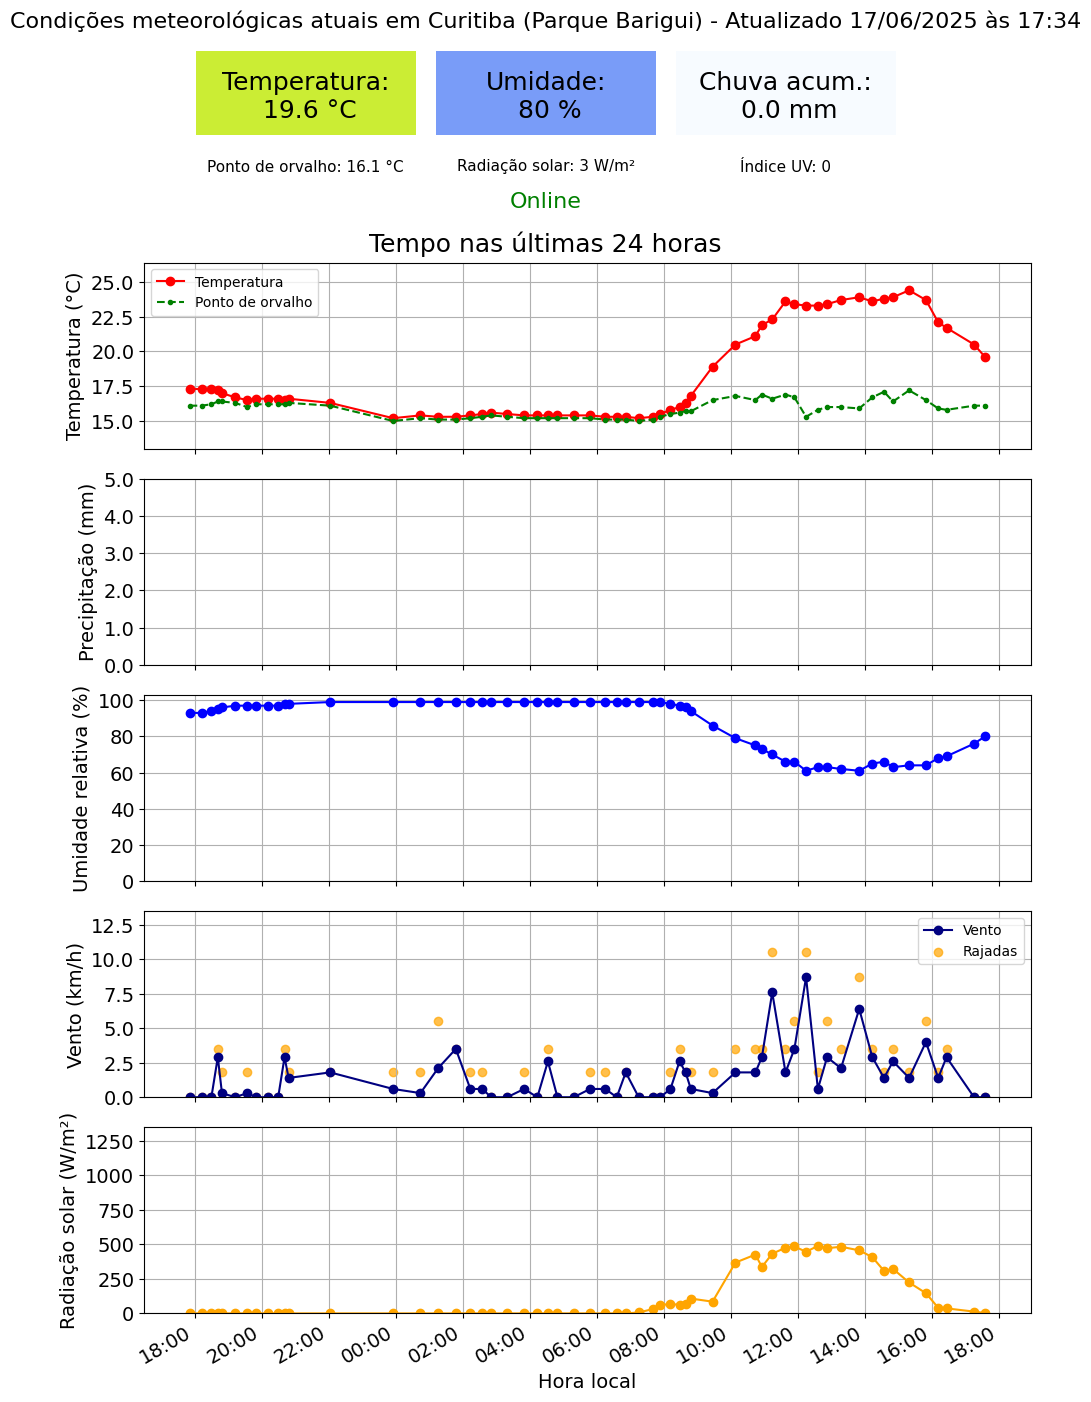 Condições meteorológicas atuais em Curitiba (Parque Barigui) - Atualizado 17/06/2025 às 17:34
Temperatura:
19.6 °C
Umidade:
80 %
Chuva acum.:
0.0 mm
Ponto de orvalho: 16.1 °C
Radiação solar: 3 W/m²
Índice UV: 0
Online
Tempo nas últimas 24 horas
Temperatura (°C)
25.0
22.5
20.0
17.5
15.0
Temperatura
Ponto de orvalho
Precipitação (mm)
5.0
4.0
3.0
2.0
1.0
0.0
Umidade relativa (%)
100
80
60
40
20
0
Vento (km/h)
12.5
10.0
7.5
5.0
2.5
0.0
Vento
Rajadas
Radiação solar (W/m²)
1250
1000
750
500
250
0
18:00 20:00 22:00 00:00 02:00 04:00 06:00 08:00 10:00 12:00 14:00 16:00 18:00
Hora local